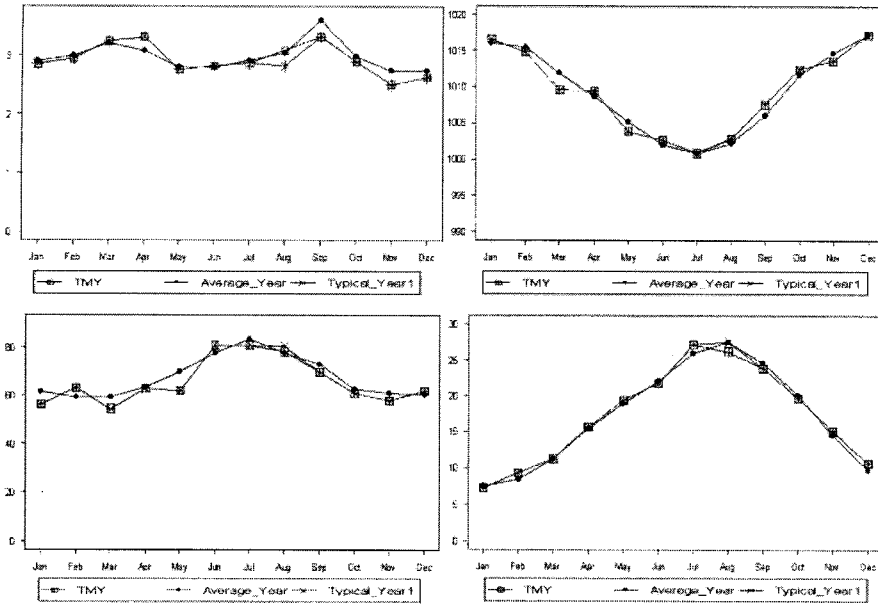 3
2
1
0
Jan Feb Mar Apr May Jun Jul Aug Sep Oct Nov Dec
TMY Average_Year Typical_Year1
1020
1015
1010
1005
1000
995
990
Jan Feb Mar Apr May Jun Jul Aug Sep Oct Nov Dec
TMY Average_Year Typical_Year1
80
60
40
20
0
Jan Feb Mar Apr May Jun Jul Aug Sep Oct Nov Dec
TMY Average_Year Typical_Year1
30
25
20
15
10
5
0
Jan Feb Mar Apr May Jun Jul Aug Sep Oct Nov Dec
TMY Average_Year Typical_Year1